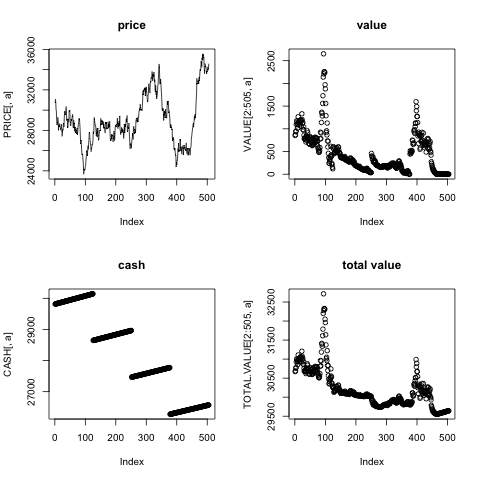 price
PRICE[, a]
24000 28000 32000 36000
0 100 200 300 400 500
Index
value
VALUE[2:505, a]
0 500 1500 2500
0 100 200 300 400 500
Index
cash
CASH[, a]
27000 29000
0 100 200 300 400 500
Index
total value
TOTAL.VALUE[2:505, a]
29500 30500 31500 32500
0 100 200 300 400 500
Index